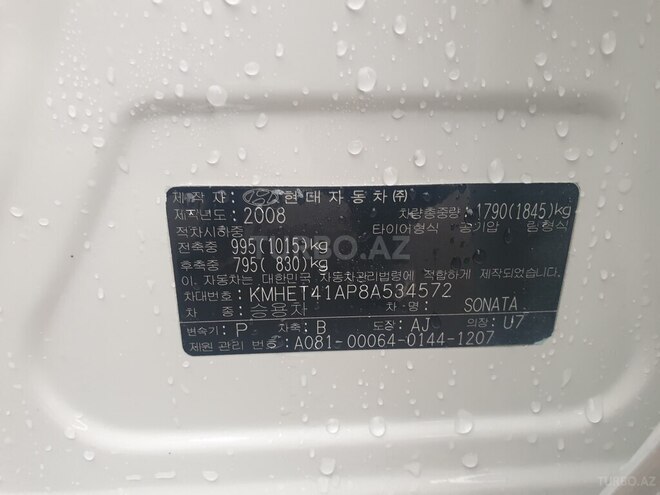 제작자: 현대자동차(주)
제작년도: 2008 차량총중량: 1790(1845)kg
적차시하중 타이어형식 공기압 림형식
전축중 995(1015)kg
후축중 795( 830)kg
이 자동차는 대한민국 자동차관리법령에 적합하게 제작되었습니다.
차대번호: KMHET41AP8A534572
차 종: 승용차 차 명: SONATA
변속기: P 차축: B 도장: AJ 의장: U7
제원 관리 번호: A081-00064-0144-1207
TURBO.AZ
TURBO.AZ